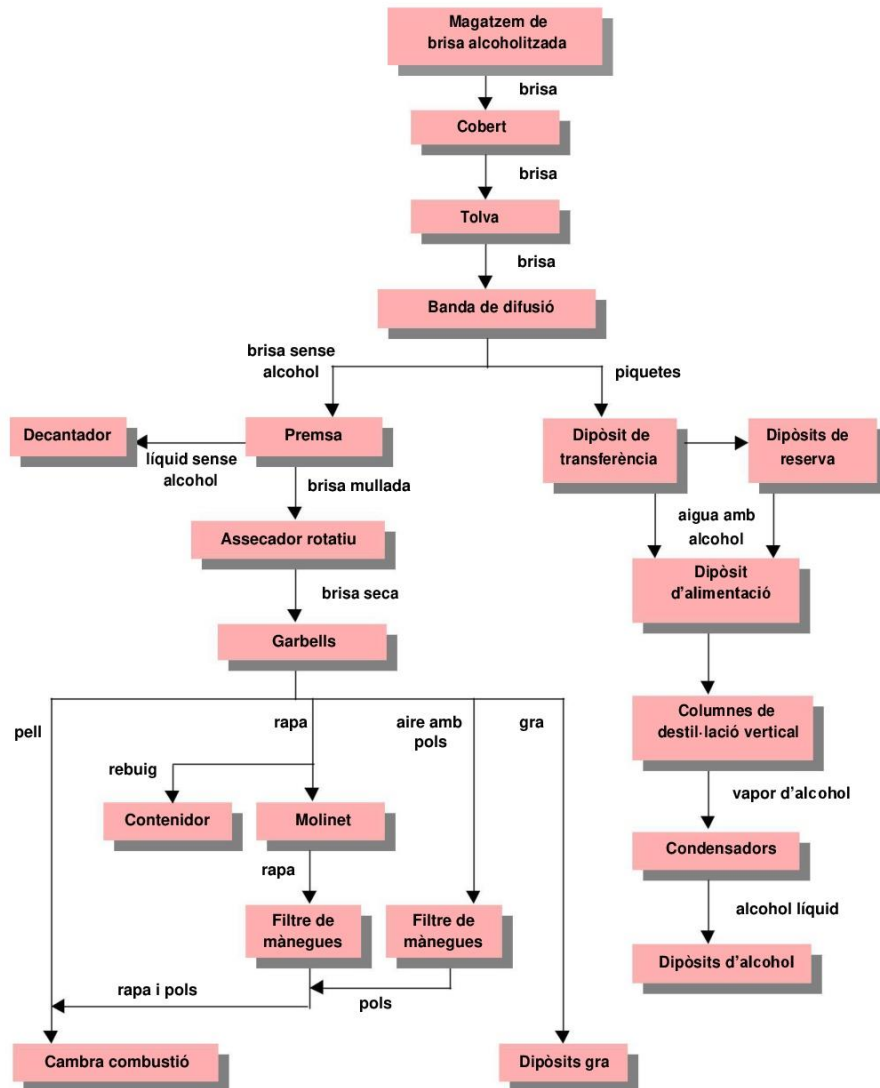 Magatzem de
brisa alcoholitzada
brisa
Cobert
brisa
Tolva
brisa
Banda de difusió
brisa sense
alcohol
piquetes
Decantador
Premsa
Dipòsit de
transferència
Dipòsits de
reserva
líquid sense
alcohol
brisa mullada
aigua amb
alcohol
Assecador rotatiu
Dipòsit
d'alimentació
brisa seca
Garbells
pell
rapa
aire amb
pols
gra
Columnes de
destil·lació vertical
rebuig
vapor d'alcohol
Contenidor
Molinet
Condensadors
rapa
alcohol líquid
Filtre de
mànegues
Filtre de
mànegues
Dipòsits d'alcohol
rapa i pols
pols
Cambra combustió
Dipòsits gra